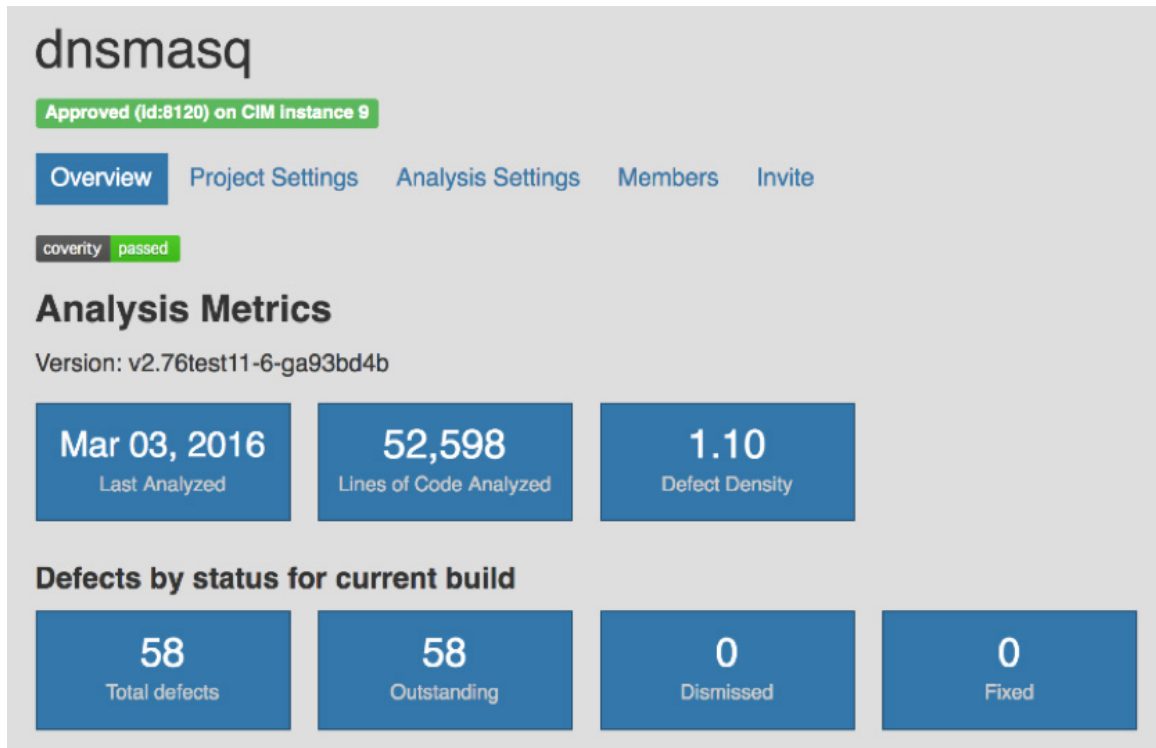 dnsmasq
Approved (id:8120) on CIM instance 9
Overview Project Settings Analysis Settings Members Invite
coverity passed
Analysis Metrics
Version: v2.76test11-6-ga93bd4b
Mar 03, 2016 52,598 1.10
Last Analyzed Lines of Code Analyzed Defect Density
Defects by status for current build
58 58 0 0
Total defects Outstanding Dismissed Fixed